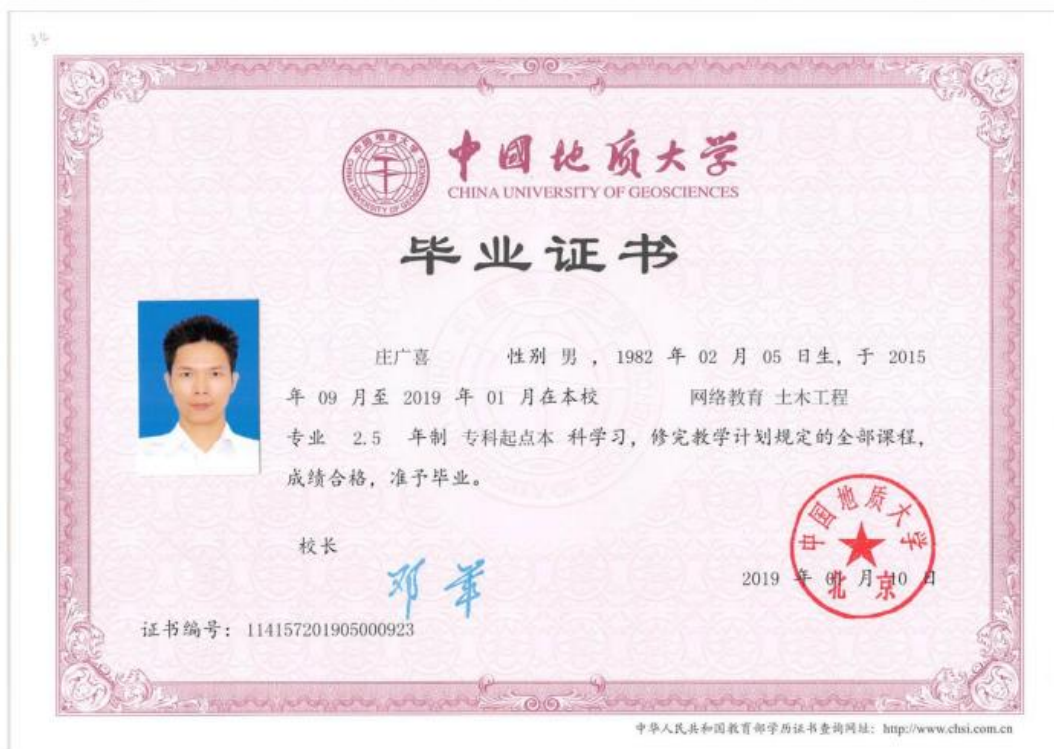 34
中国地质大学
CHINA UNIVERSITY OF GEOSCIENCES
毕业证书
庄广喜 性别 男 ,1982 年 02 月 05 日生,于 2015
年 09 月至 2019 年 01 月在本校 网络教育 土木工程
专业 2.5 年制 专科起点本 科学习,修完教学计划规定的全部课程,
成绩合格,准予毕业。
校长
邓军
中国地质大学
北京
2019 年 01 月 10 日
证书编号:114157201905000923
中华人民共和国教育部学历证书查询网址:http://www.chsi.com.cn